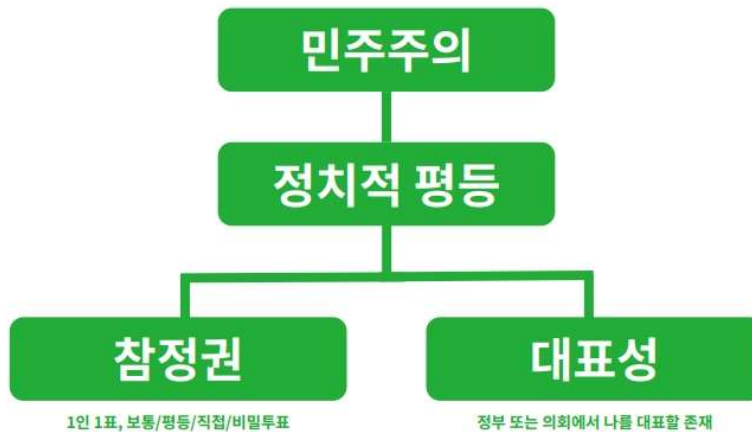 민주주의
정치적 평등
참정권
대표성
1인 1표, 보통/평등/직접/비밀투표
정부 또는 의회에서 나를 대표할 존재